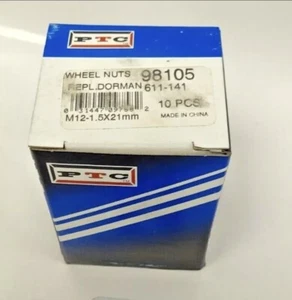 PTC
WHEEL NUTS 98105
REPL.DORMAN 611-141
10 PCS
M12-1.5X21mm
MADE IN CHINA
PTC